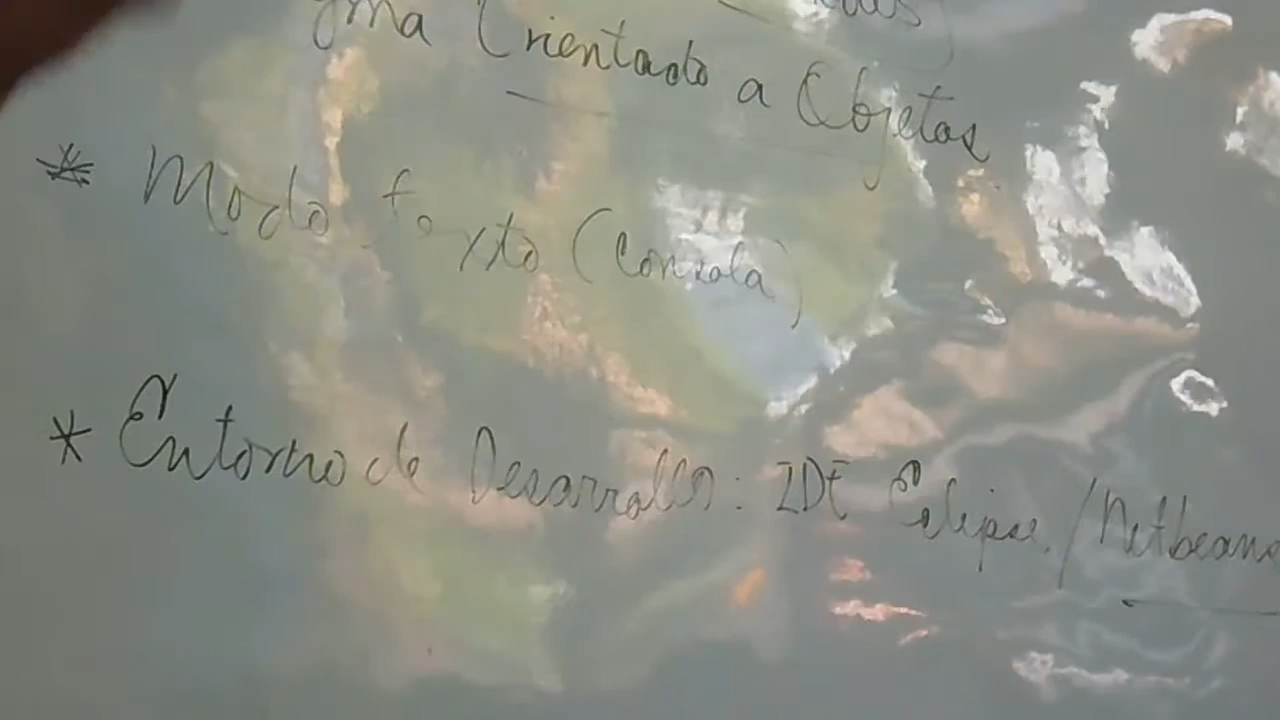 Orientado a Objetos
* Modo texto (Consola)
* Entorno de Desarrollo: IDE Eclipse/Netbeans